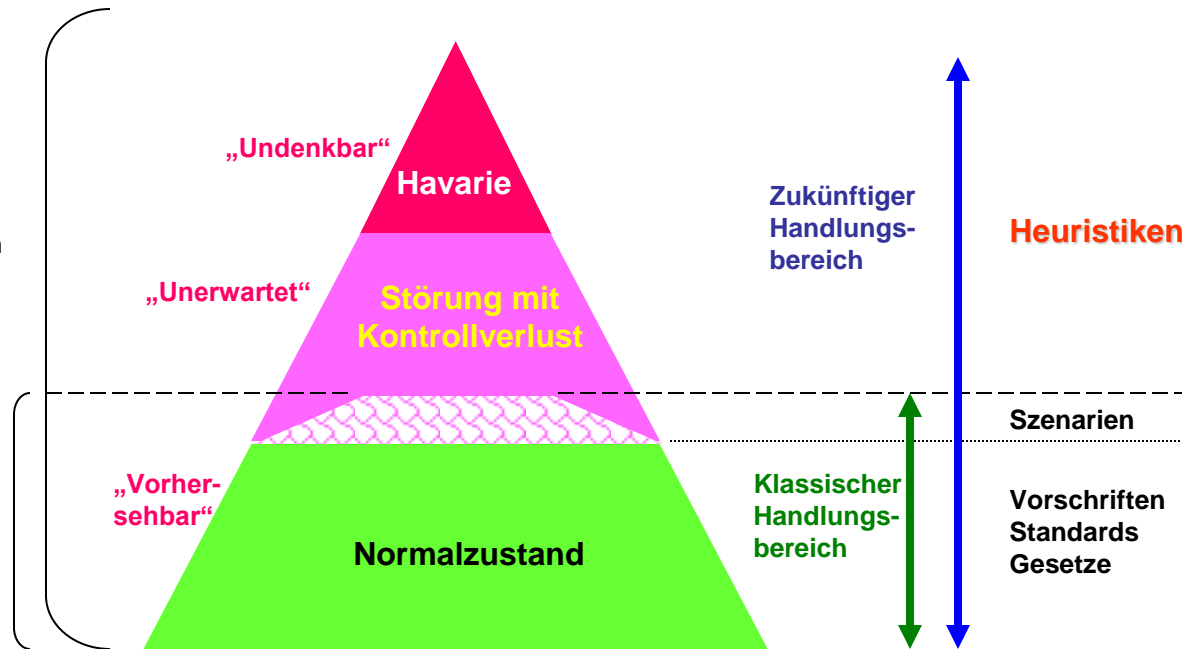 „Undenkbar“
Havarie
Zukünftiger
Handlungs-
bereich
Heuristiken
„Unerwartet“
Störung mit
Kontrollverlust
Szenarien
„Vorher-
sehbar“
Klassischer
Handlungs-
bereich
Vorschriften
Standards
Gesetze
Normalzustand